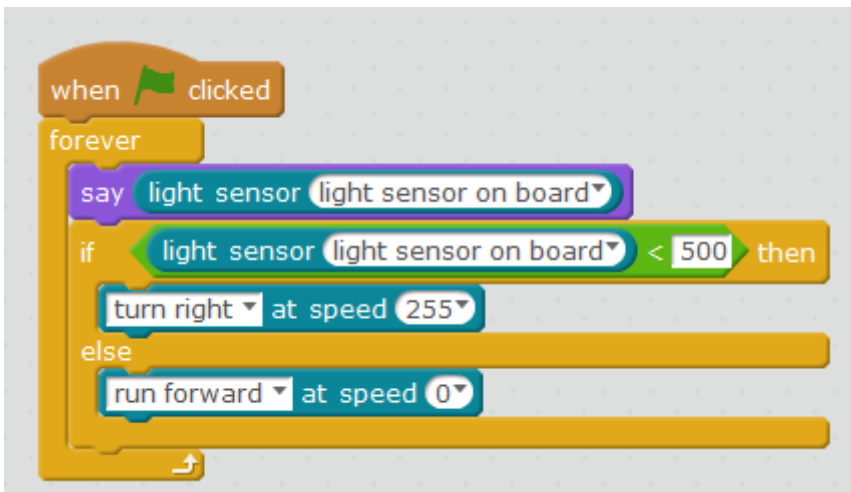 when clicked
forever
say light sensor light sensor on board
if light sensor light sensor on board < 500 then
turn right at speed 255
else
run forward at speed 0